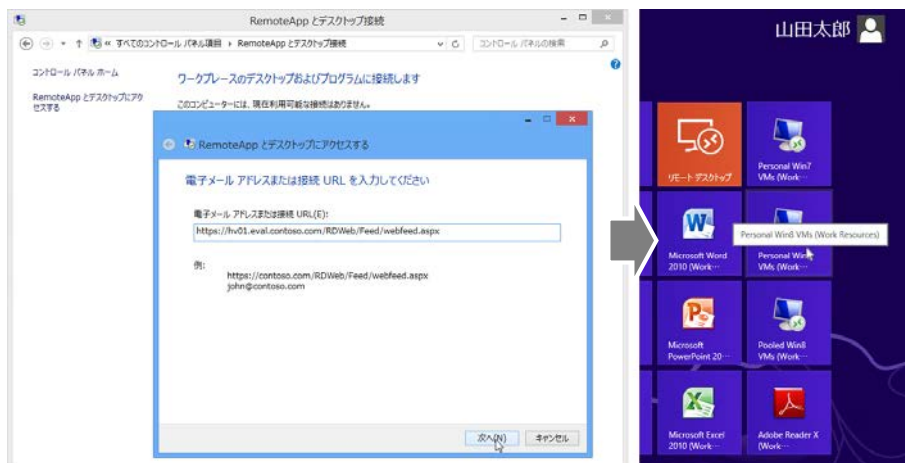 RemoteApp とデスクトップ接続
« すべてのコントロール パネル項目 ▸ RemoteApp とデスクトップ接続
コントロール パネルの検索
コントロール パネル ホーム
RemoteApp とデスクトップにアク
セスする
ワークプレースのデスクトップおよびプログラムに接続します
このコンピューターには、現在利用可能な接続はありません。
RemoteApp とデスクトップにアクセスする
電子メール アドレスまたは接続 URL を入力してください
電子メール アドレスまたは接続 URL(E):
https://hv01.eval.contoso.com/RDWeb/Feed/webfeed.aspx
例:
https://contoso.com/RDWeb/Feed/webfeed.aspx
john@contoso.com
次へ(N)
キャンセル
山田太郎
リモート デスクトップ
Personal Win7
VMs (Work…
Personal Win8 VMs (Work Resources)
Microsoft Word
2010 (Work…
Personal Win8
VMs (Work…
Microsoft
PowerPoint 20…
Pooled Win8
VMs (Work…
Microsoft Excel
2010 (Work…
Adobe Reader X
(Work…